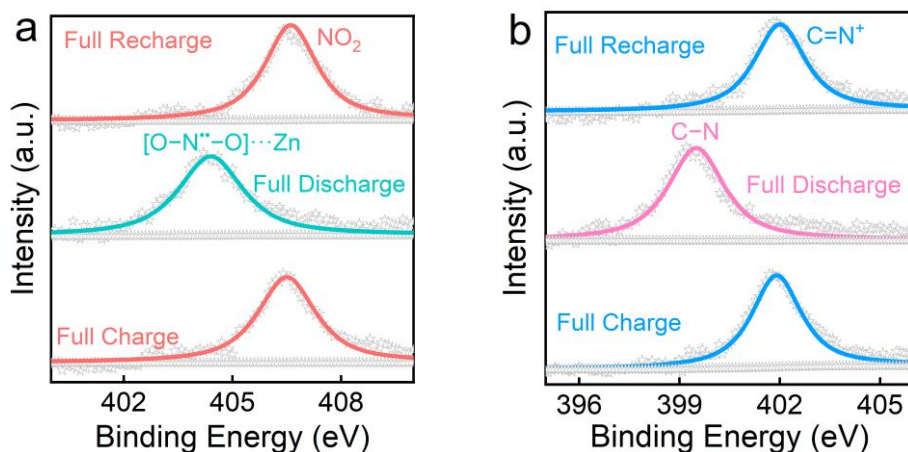 a
Full Recharge
NO₂
[O−N••−O]···Zn
Full Discharge
Full Charge
Intensity (a.u.)
402 405 408
Binding Energy (eV)
b
Full Recharge
C=N⁺
C−N
Full Discharge
Full Charge
Intensity (a.u.)
396 399 402 405
Binding Energy (eV)